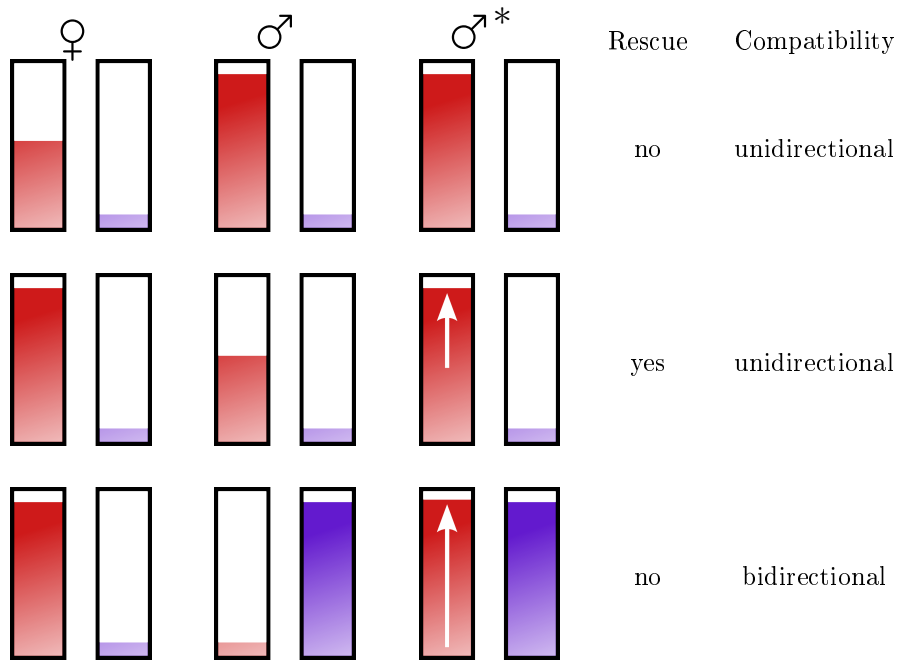 ♀ ♂ ♂* Rescue Compatibility
no unidirectional
yes unidirectional
no bidirectional